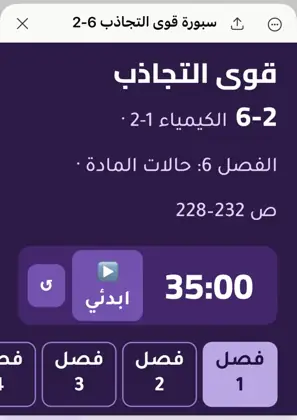 سبورة قوى التجاذب 6-2
قوى التجاذب
6-2 الكيمياء 1-2 ·
الفصل 6: حالات المادة ·
ص 232–228
35:00
▶️ ابدئي
↺
فصل 1
فصل 2
فصل 3